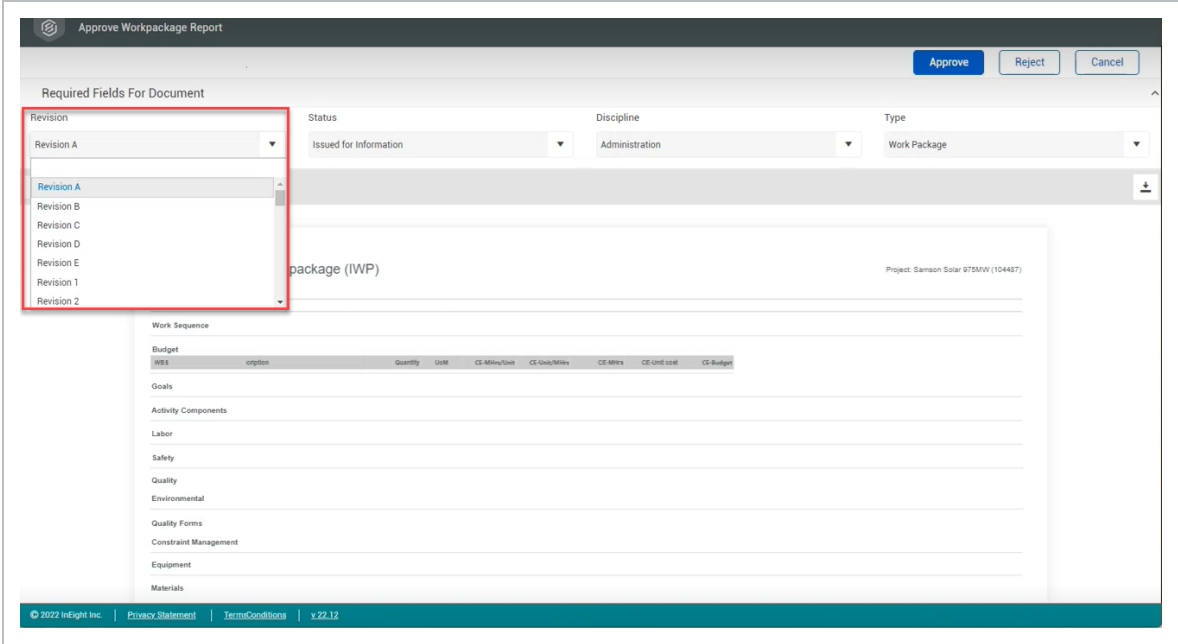 Approve Workpackage Report
Approve Reject Cancel
Required Fields For Document
Revision Status Discipline Type
Revision A Issued for Information Administration Work Package
Revision A
Revision B
Revision C
Revision D
Revision E
Revision 1
Revision 2
package (IWP) Project: Samson Solar 975MW (104487)
Work Sequence
Budget
WBS cription Quantity UoM CE-MHrs/Unit CE-Unit/MHrs CE-MHrs CE-Unit cost CE-Budget
Goals
Activity Components
Labor
Safety
Quality
Environmental
Quality Forms
Constraint Management
Equipment
Materials
© 2022 InEight Inc. | Privacy Statement | TermsConditions | v 22.12